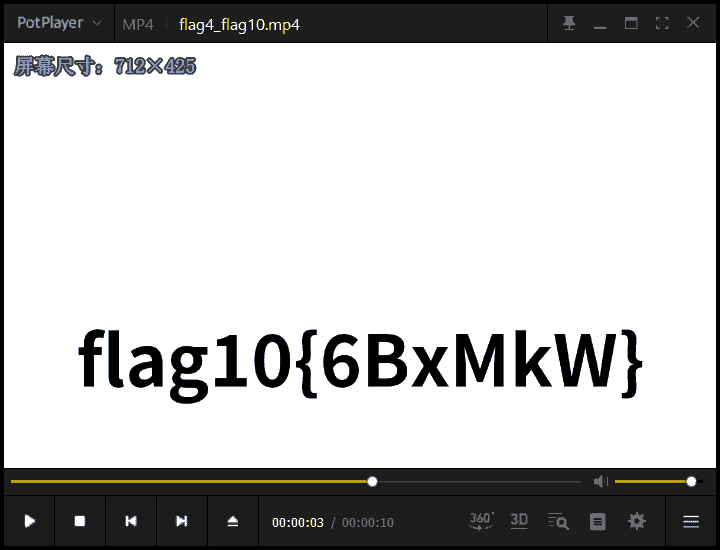 PotPlayer MP4 flag4_flag10.mp4
屏幕尺寸: 712×425
flag10{6BxMkW}
00:00:03 / 00:00:10 360° 3D